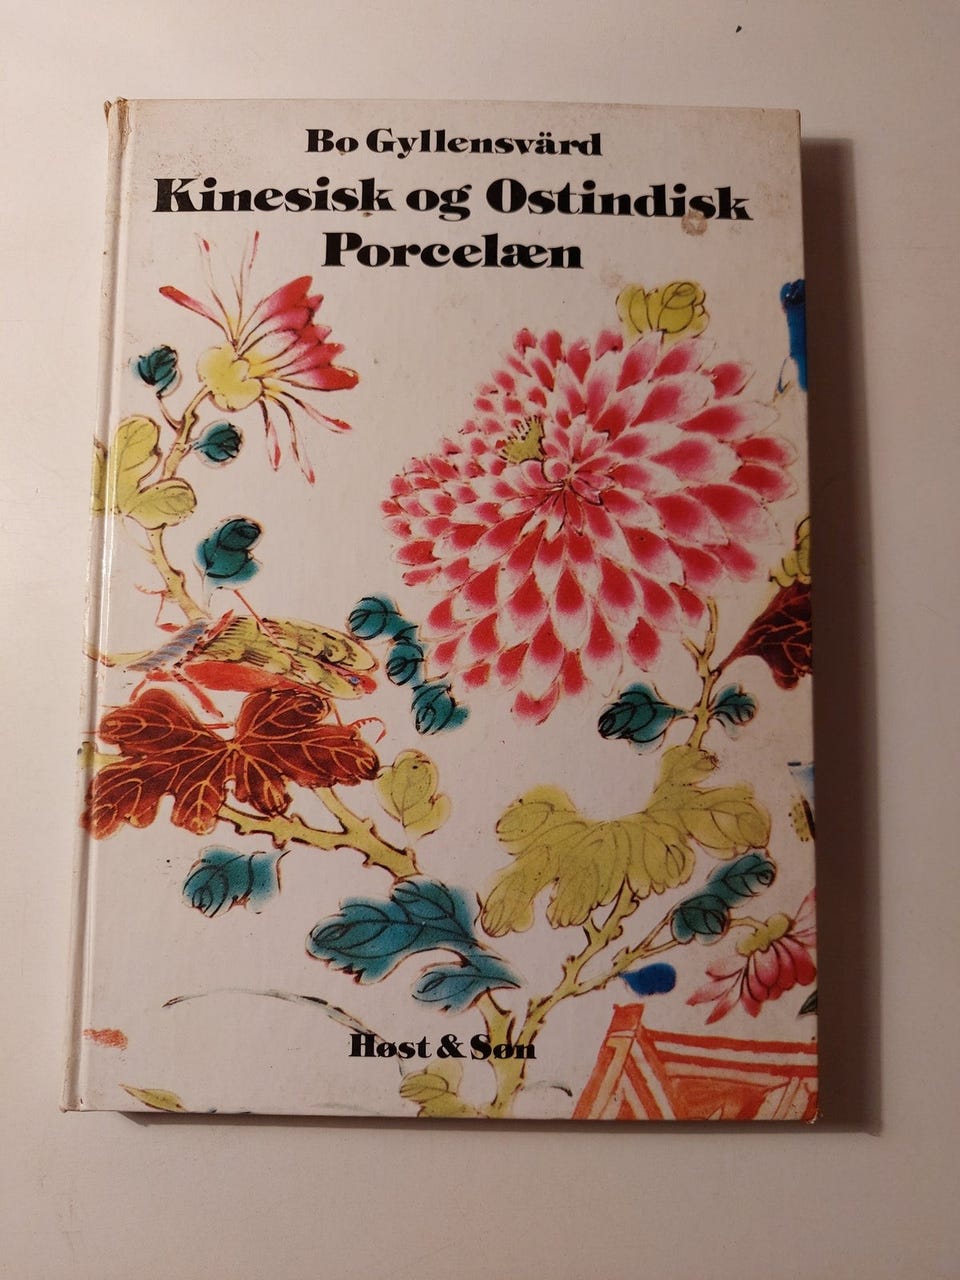 Bo Gyllensvärd
Kinesisk og Ostindisk
Porcelæn
Høst & Søn